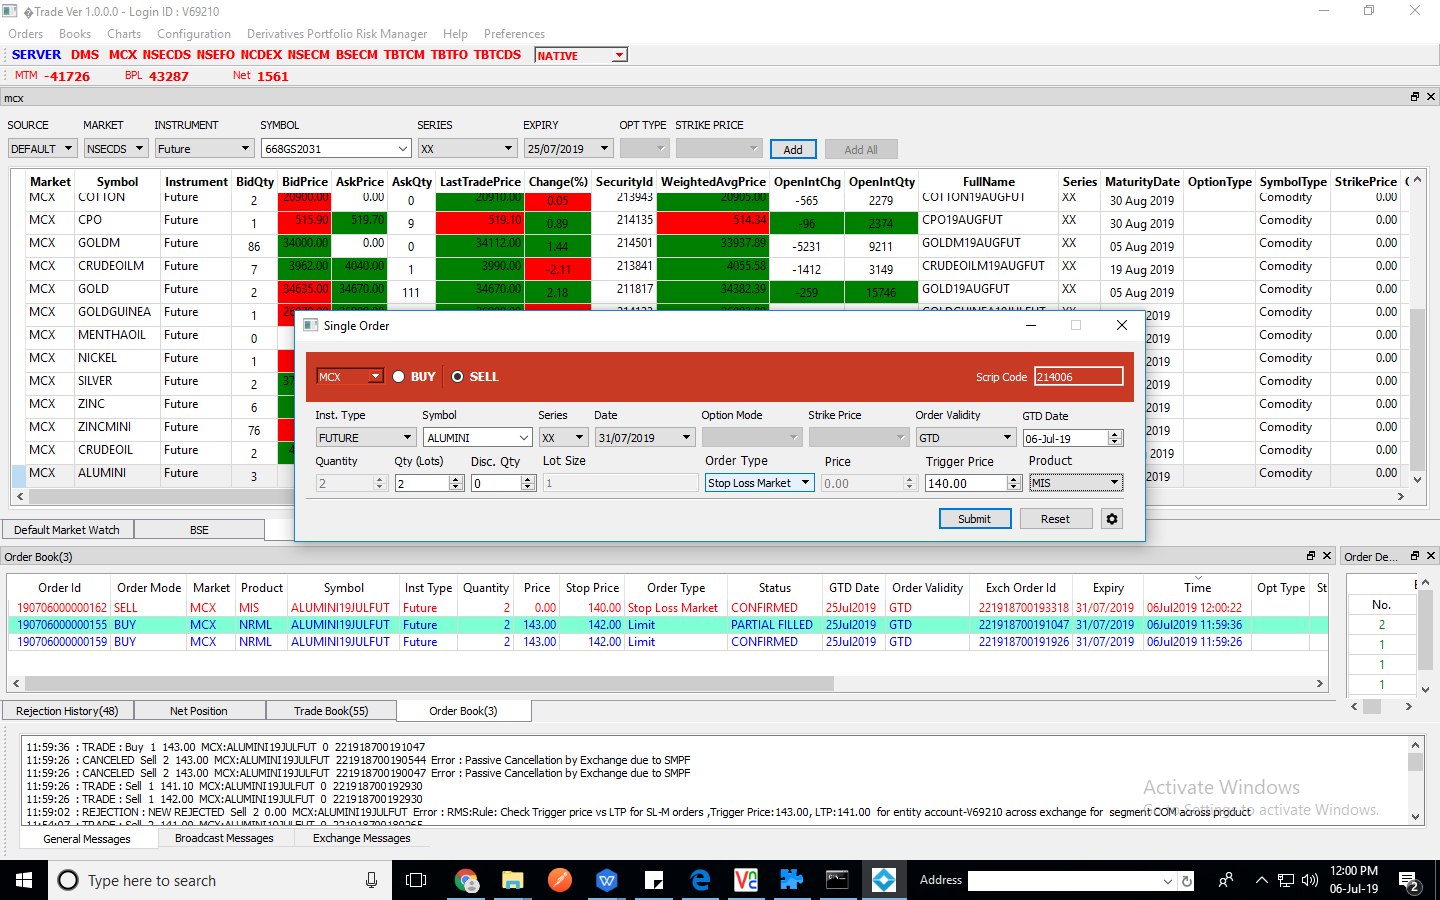 �Trade Ver 1.0.0.0 - Login ID : V69210
Orders Books Charts Configuration Derivatives Portfolio Risk Manager Help Preferences
SERVER DMS MCX NSECDS NSEFO NCDEX NSECM BSECM TBTCM TBTFO TBTCDS NATIVE
MTM -41726 BPL 43287 Net 1561
mcx
SOURCE MARKET INSTRUMENT SYMBOL SERIES EXPIRY OPT TYPE STRIKE PRICE
DEFAULT NSECDS Future 668GS2031 XX 25/07/2019 Add Add All
Market Symbol Instrument BidQty BidPrice AskPrice AskQty LastTradePrice Change(%) SecurityId WeightedAvgPrice OpenIntChg OpenIntQty FullName Series MaturityDate OptionType SymbolType StrikePrice
MCX COTTON Future 2 20900.00 0.00 0 20910.00 0.05 213943 20905.00 -565 2279 COTTON19AUGFUT XX 30 Aug 2019 Comodity 0.00
MCX CPO Future 1 515.90 519.70 9 519.10 0.89 214135 514.34 -96 2374 CPO19AUGFUT XX 30 Aug 2019 Comodity 0.00
MCX GOLDM Future 86 34000.00 0.00 0 34112.00 1.44 214501 33937.89 -5231 9211 GOLDM19AUGFUT XX 05 Aug 2019 Comodity 0.00
MCX CRUDEOILM Future 7 3962.00 4040.00 1 3990.00 -2.11 213841 4055.58 -1412 3149 CRUDEOILM19AUGFUT XX 19 Aug 2019 Comodity 0.00
MCX GOLD Future 2 34635.00 34670.00 111 34670.00 2.18 211817 34382.39 -259 15746 GOLD19AUGFUT XX 05 Aug 2019 Comodity 0.00
MCX GOLDGUINEA Future 1 2019 Comodity 0.00
MCX MENTHAOIL Future 0 2019 Comodity 0.00
MCX NICKEL Future 1 2019 Comodity 0.00
MCX SILVER Future 2 37 2019 Comodity 0.00
MCX ZINC Future 6 2019 Comodity 0.00
MCX ZINCMINI Future 76 2019 Comodity 0.00
MCX CRUDEOIL Future 2 2019 Comodity 0.00
MCX ALUMINI Future 3 2019 Comodity 0.00
Single Order
MCX BUY SELL Scrip Code 214006
Inst. Type Symbol Series Date Option Mode Strike Price Order Validity GTD Date
FUTURE ALUMINI XX 31/07/2019 GTD 06-Jul-19
Quantity Qty (Lots) Disc. Qty Lot Size Order Type Price Trigger Price Product
2 2 0 1 Stop Loss Market 0.00 140.00 MIS
Submit Reset
Default Market Watch BSE
Order Book(3) Order De...
Order Id Order Mode Market Product Symbol Inst Type Quantity Price Stop Price Order Type Status GTD Date Order Validity Exch Order Id Expiry Time Opt Type St
190706000000162 SELL MCX MIS ALUMINI19JULFUT Future 2 0.00 140.00 Stop Loss Market CONFIRMED 25Jul2019 GTD 221918700193318 31/07/2019 06Jul2019 12:00:22
190706000000155 BUY MCX NRML ALUMINI19JULFUT Future 2 143.00 142.00 Limit PARTIAL FILLED 25Jul2019 GTD 221918700191047 31/07/2019 06Jul2019 11:59:36
190706000000159 BUY MCX NRML ALUMINI19JULFUT Future 2 143.00 142.00 Limit CONFIRMED 25Jul2019 GTD 221918700191926 31/07/2019 06Jul2019 11:59:26
No.
2
1
1
1
Rejection History(48) Net Position Trade Book(55) Order Book(3)
11:59:36 : TRADE : Buy 1 143.00 MCX:ALUMINI19JULFUT 0 221918700191047
11:59:26 : CANCELED Sell 2 143.00 MCX:ALUMINI19JULFUT 221918700190544 Error : Passive Cancellation by Exchange due to SMPF
11:59:26 : CANCELED Sell 2 143.00 MCX:ALUMINI19JULFUT 221918700190047 Error : Passive Cancellation by Exchange due to SMPF
11:59:26 : TRADE : Sell 1 141.10 MCX:ALUMINI19JULFUT 0 221918700192930
11:59:26 : TRADE : Sell 1 142.00 MCX:ALUMINI19JULFUT 0 221918700192930
11:59:02 : REJECTION : NEW REJECTED Sell 2 0.00 MCX:ALUMINI19JULFUT Error : RMS:Rule: Check Trigger price vs LTP for SL-M orders ,Trigger Price:143.00, LTP:141.00 for entity account-V69210 across exchange for segment COM across product
11:54:07 : TRADE : Sell 2 141.00 MCX:ALUMINI19JULFUT 0 221918700189265
Activate Windows
Go to Settings to activate Windows.
General Messages Broadcast Messages Exchange Messages
Type here to search Address 12:00 PM
06-Jul-19 2